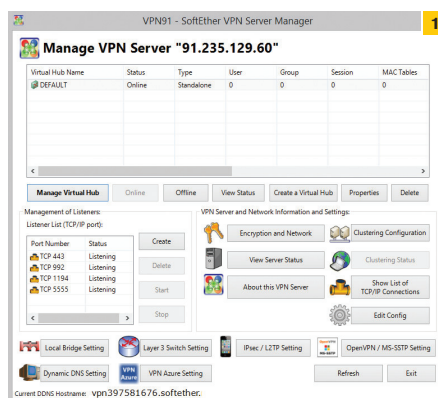 VPN91 - SoftEther VPN Server Manager
1
Manage VPN Server "91.235.129.60"
Virtual Hub Name Status Type User Group Session MAC Tables
DEFAULT Online Standalone 0 0 0 0
Manage Virtual Hub Online Offline View Status Create a Virtual Hub Properties Delete
Management of Listeners:
Listener List (TCP/IP port):
Port Number Status
TCP 443 Listening
TCP 992 Listening
TCP 1194 Listening
TCP 5555 Listening
Create
Delete
Start
Stop
VPN Server and Network Information and Settings:
Encryption and Network
Clustering Configuration
View Server Status
Clustering Status
About this VPN Server
Show List of
TCP/IP Connections
Edit Config
Local Bridge Setting
Layer 3 Switch Setting
IPsec / L2TP Setting
OpenVPN
MS-SSTP
OpenVPN / MS-SSTP Setting
Dynamic DNS Setting
VPN
Azure
VPN Azure Setting
Refresh
Exit
Current DDNS Hostname: vpn397581676.softether.